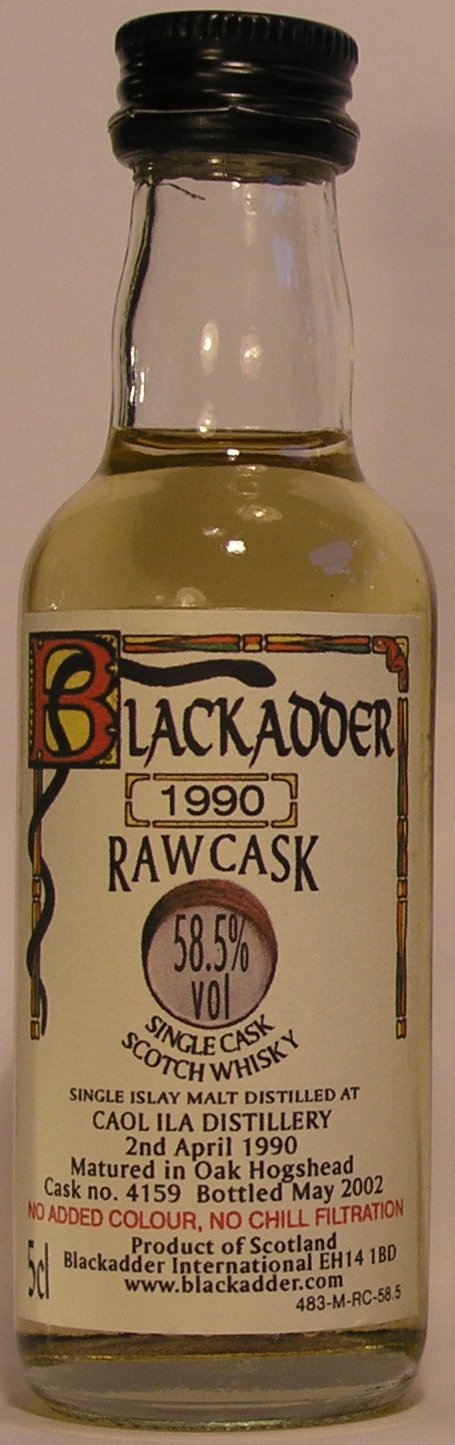 BLACKADDER
1990
RAW CASK
58.5%
vol
SINGLE CASK
SCOTCH WHISKY
SINGLE ISLAY MALT DISTILLED AT
CAOL ILA DISTILLERY
2nd April 1990
Matured in Oak Hogshead
Cask no. 4159 Bottled May 2002
NO ADDED COLOUR, NO CHILL FILTRATION
5cl
Product of Scotland
Blackadder International EH14 1BD
www.blackadder.com
483-M-RC-58.5